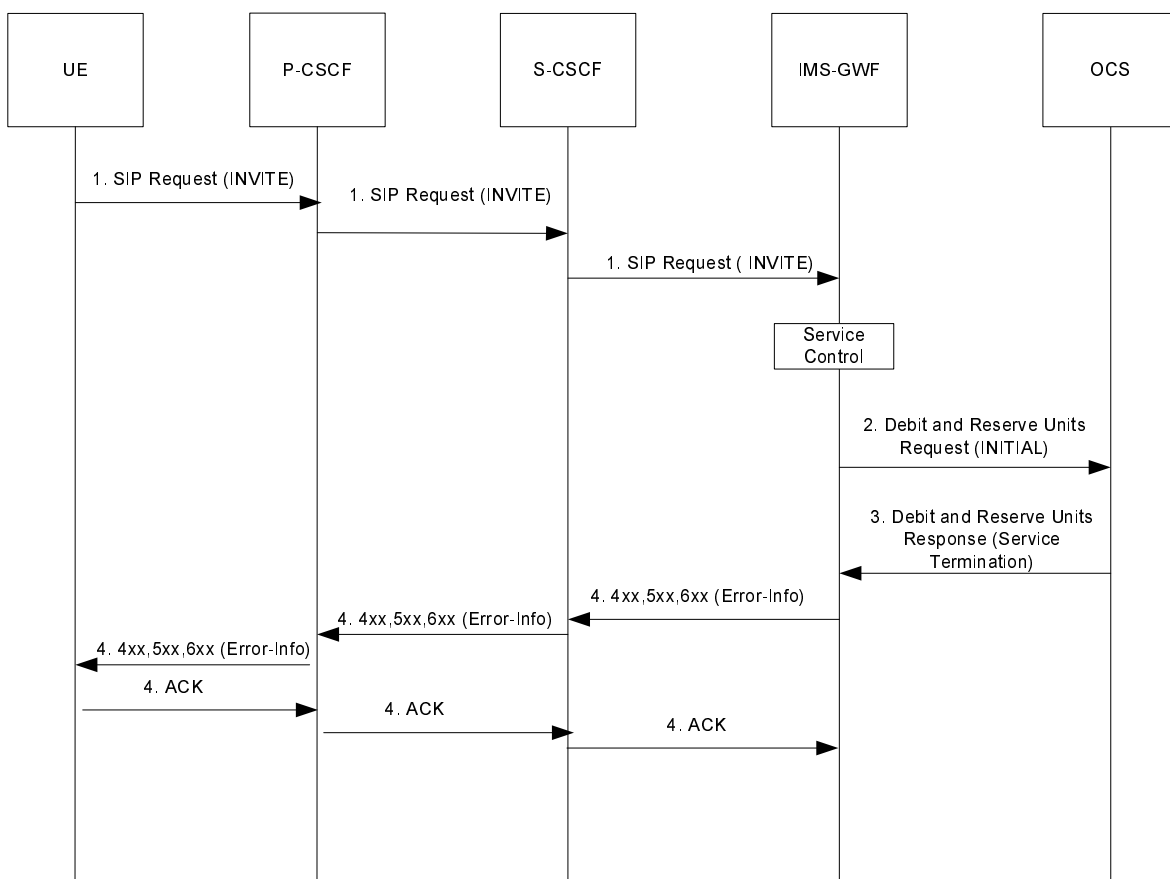 UE
P-CSCF
S-CSCF
IMS-GWF
OCS
1. SIP Request (INVITE)
1. SIP Request (INVITE)
1. SIP Request ( INVITE)
Service
Control
2. Debit and Reserve Units
Request (INITIAL)
3. Debit and Reserve Units
Response (Service
Termination)
4. 4xx,5xx,6xx (Error-Info)
4. 4xx,5xx,6xx (Error-Info)
4. 4xx,5xx,6xx (Error-Info)
4. ACK
4. ACK
4. ACK